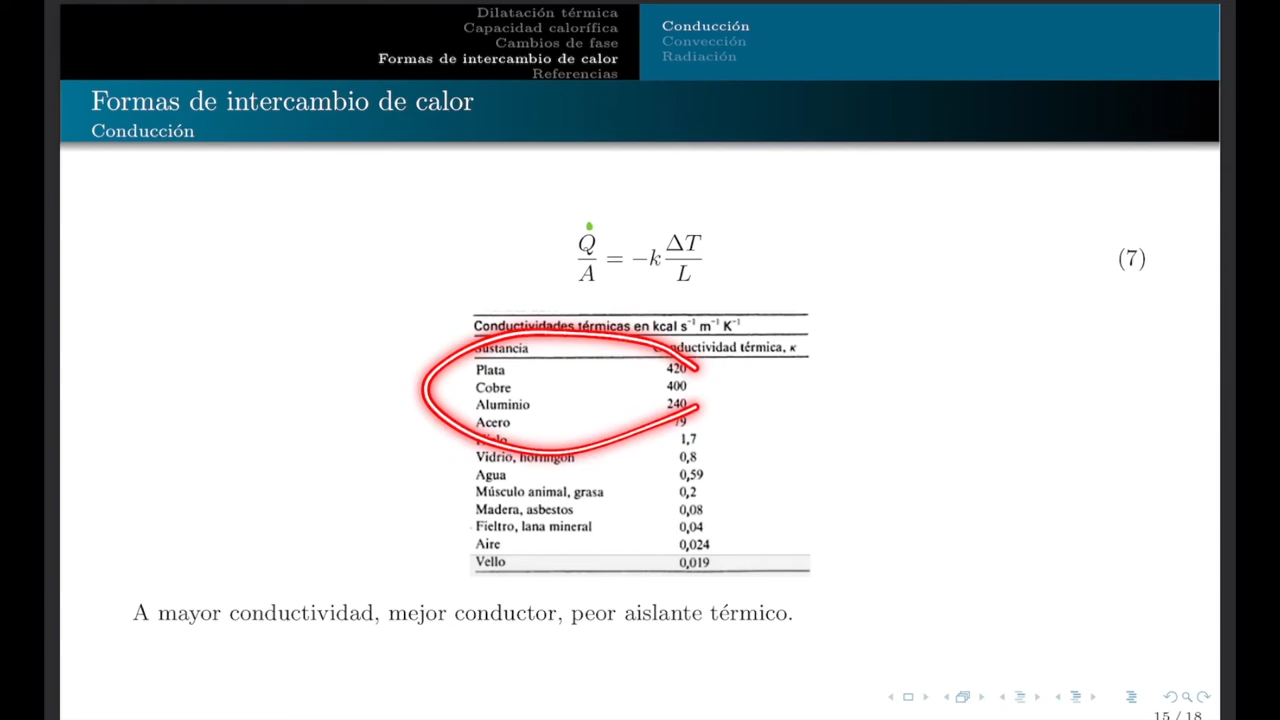 Dilatación térmica
Capacidad calorífica
Cambios de fase
Formas de intercambio de calor
Referencias
Conducción
Convección
Radiación
Formas de intercambio de calor
Conducción
Q̇/A = −k ΔT/L (7)
Conductividades térmicas en kcal s⁻¹ m⁻¹ K⁻¹
Sustancia Conductividad térmica, κ
Plata 420
Cobre 400
Aluminio 240
Acero 79
Hielo 1,7
Vidrio, hormigón 0,8
Agua 0,59
Músculo animal, grasa 0,2
Madera, asbestos 0,08
Fieltro, lana mineral 0,04
Aire 0,024
Vello 0,019
A mayor conductividad, mejor conductor, peor aislante térmico.
15 / 18